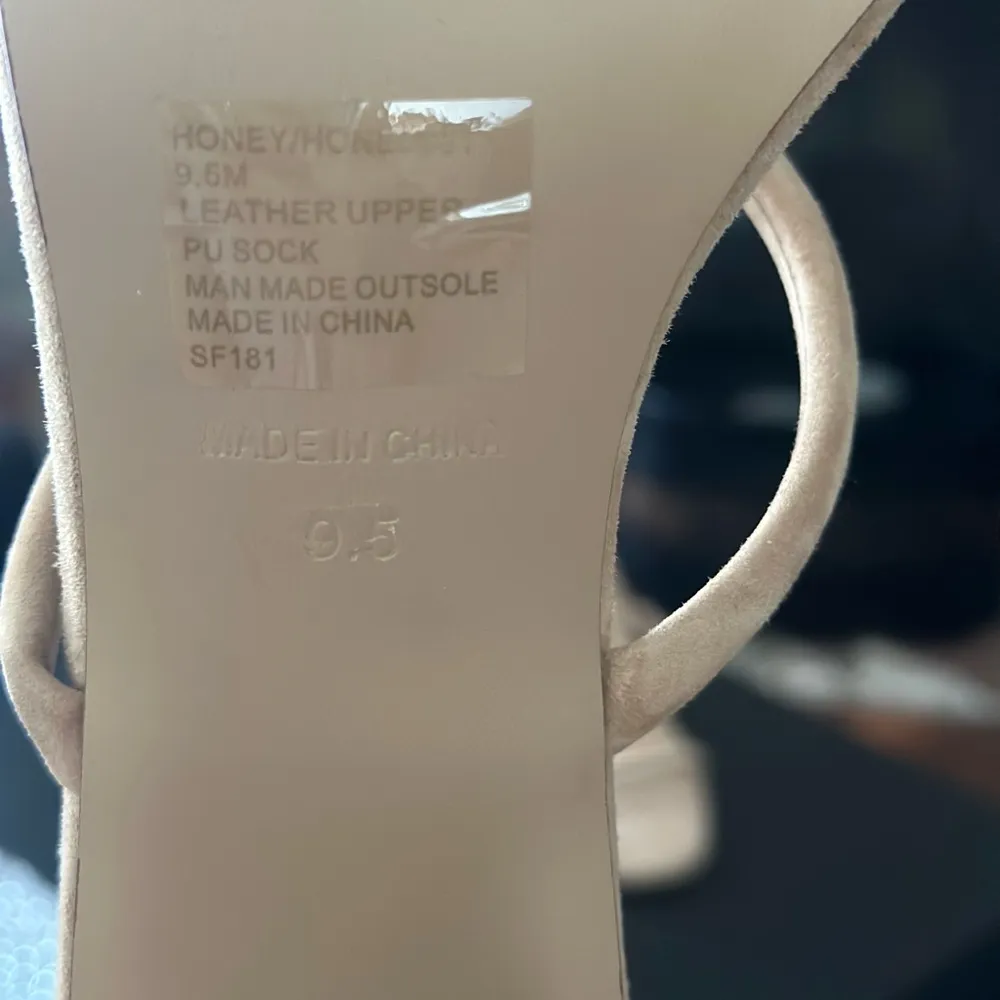 HONEY/HONE
9.5M
LEATHER UPPER
PU SOCK
MAN MADE OUTSOLE
MADE IN CHINA
SF181
MADE IN CHINA
9.5